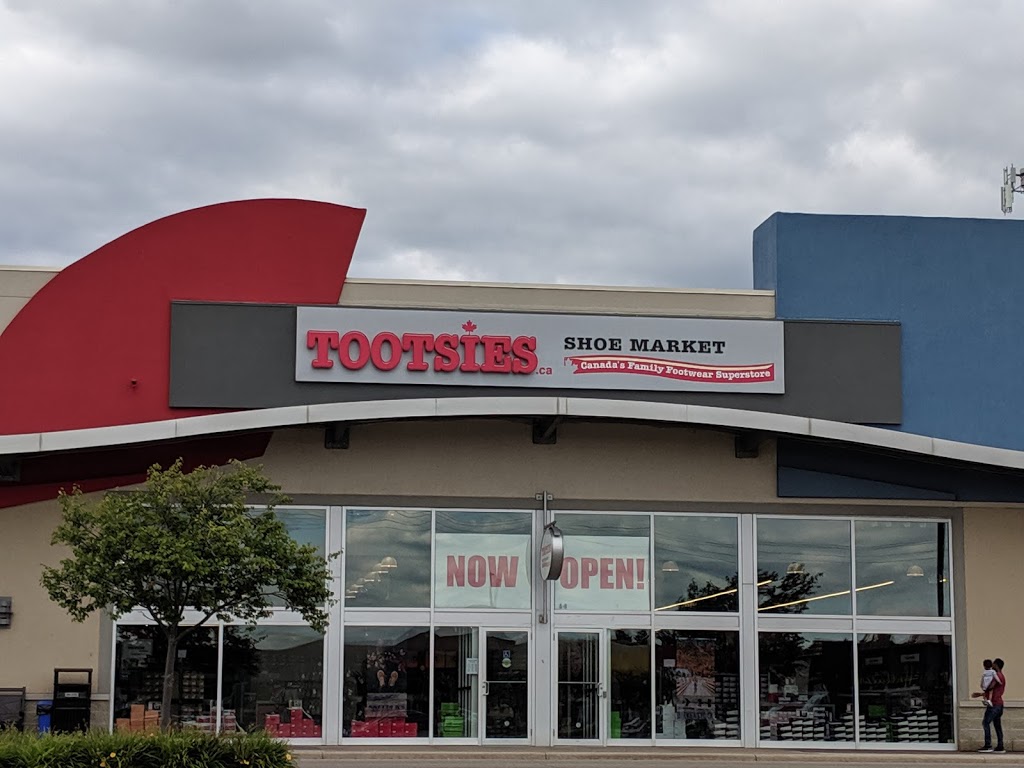 TOOTSIES.ca
SHOE MARKET
Canada's Family Footwear Superstore
NOW OPEN!